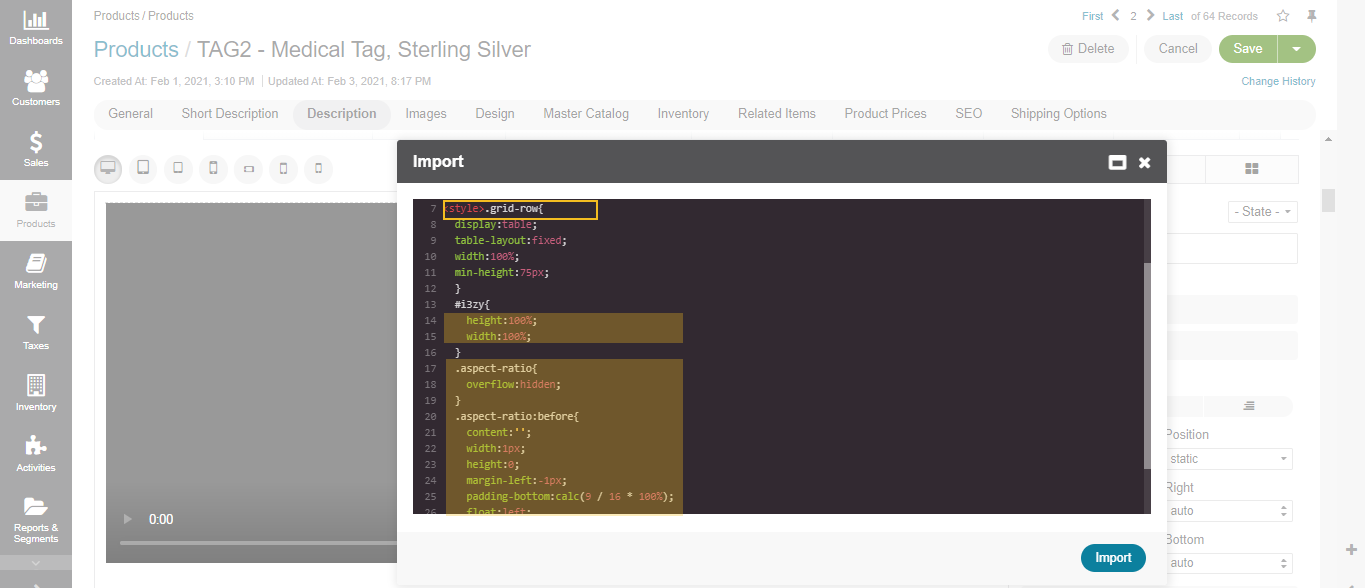 Dashboards
Customers
Sales
Products
Marketing
Taxes
Inventory
Activities
Reports &
Segments
Products / Products
First 2 Last of 64 Records
Products / TAG2 - Medical Tag, Sterling Silver
Delete Cancel Save
Created At: Feb 1, 2021, 3:10 PM | Updated At: Feb 3, 2021, 8:17 PM
Change History
General Short Description Description Images Design Master Catalog Inventory Related Items Product Prices SEO Shipping Options
- State -
0:00
Import
7 <style>.grid-row{
8 display:table;
9 table-layout:fixed;
10 width:100%;
11 min-height:75px;
12 }
13 #i3zy{
14 height:100%;
15 width:100%;
16 }
17 .aspect-ratio{
18 overflow:hidden;
19 }
20 .aspect-ratio:before{
21 content:'';
22 width:1px;
23 height:0;
24 margin-left:-1px;
25 padding-bottom:calc(9 / 16 * 100%);
26 float:left;
Import
Position
static
Right
auto
Bottom
auto